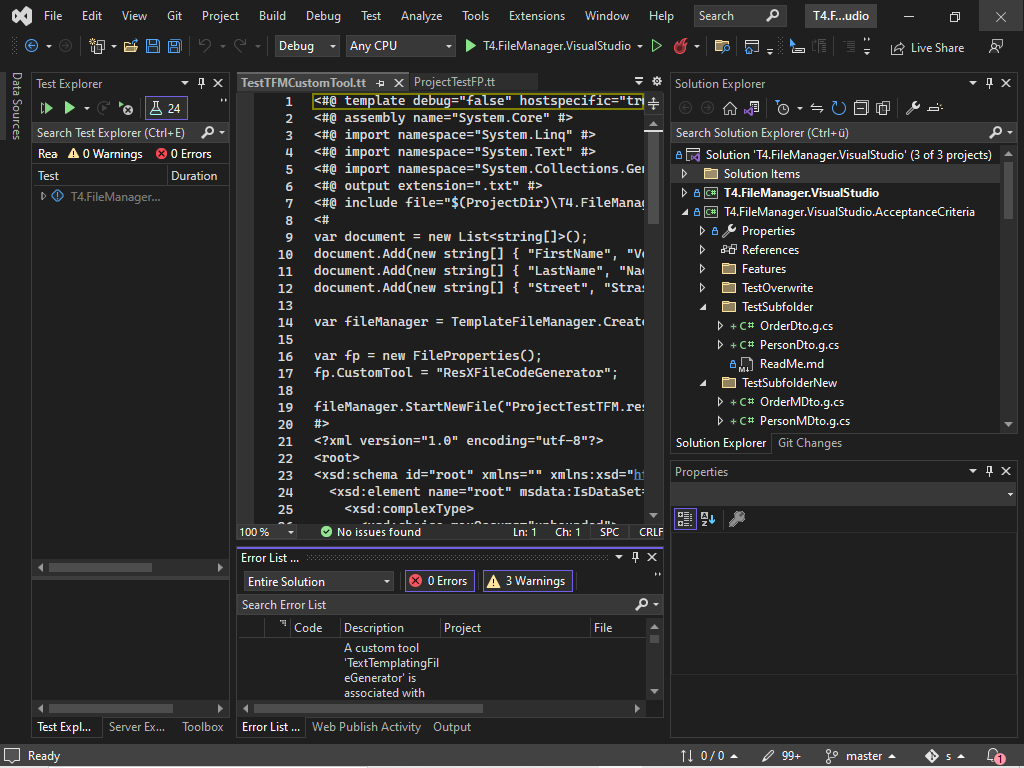 File Edit View Git Project Build Debug Test Analyze Tools Extensions Window Help Search T4.F...udio
Debug Any CPU T4.FileManager.VisualStudio Live Share
Data Sources
Test Explorer
24
Search Test Explorer (Ctrl+E)
Rea 0 Warnings 0 Errors
Test Duration
T4.FileManager...
Test Expl... Server Ex... Toolbox
TestTFMCustomTool.tt ProjectTestFP.tt
1 <#@ template debug="false" hostspecific="tr
2 <#@ assembly name="System.Core" #>
3 <#@ import namespace="System.Linq" #>
4 <#@ import namespace="System.Text" #>
5 <#@ import namespace="System.Collections.Gen
6 <#@ output extension=".txt" #>
7 <#@ include file="$(ProjectDir)\T4.FileManag
8 <#
9 var document = new List<string[]>();
10 document.Add(new string[] { "FirstName", "Vo
11 document.Add(new string[] { "LastName", "Nac
12 document.Add(new string[] { "Street", "Stras
13
14 var fileManager = TemplateFileManager.Create
15
16 var fp = new FileProperties();
17 fp.CustomTool = "ResXFileCodeGenerator";
18
19 fileManager.StartNewFile("ProjectTestTFM.res
20 #>
21 <?xml version="1.0" encoding="utf-8"?>
22 <root>
23 <xsd:schema id="root" xmlns="" xmlns:xsd="ht
24 <xsd:element name="root" msdata:IsDataSet=
25 <xsd:complexType>
100 % No issues found Ln: 1 Ch: 1 SPC CRLF
Error List ...
Entire Solution 0 Errors 3 Warnings
Search Error List
Code Description Project File
A custom tool
'TextTemplatingFil
eGenerator' is
associated with
Error List ... Web Publish Activity Output
Solution Explorer
Search Solution Explorer (Ctrl+ü)
Solution 'T4.FileManager.VisualStudio' (3 of 3 projects)
Solution Items
T4.FileManager.VisualStudio
T4.FileManager.VisualStudio.AcceptanceCriteria
Properties
References
Features
TestOverwrite
TestSubfolder
C# OrderDto.g.cs
C# PersonDto.g.cs
ReadMe.md
TestSubfolderNew
C# OrderMDto.g.cs
C# PersonMDto.g.cs
Solution Explorer Git Changes
Properties
Ready 0 / 0 99+ master s 1